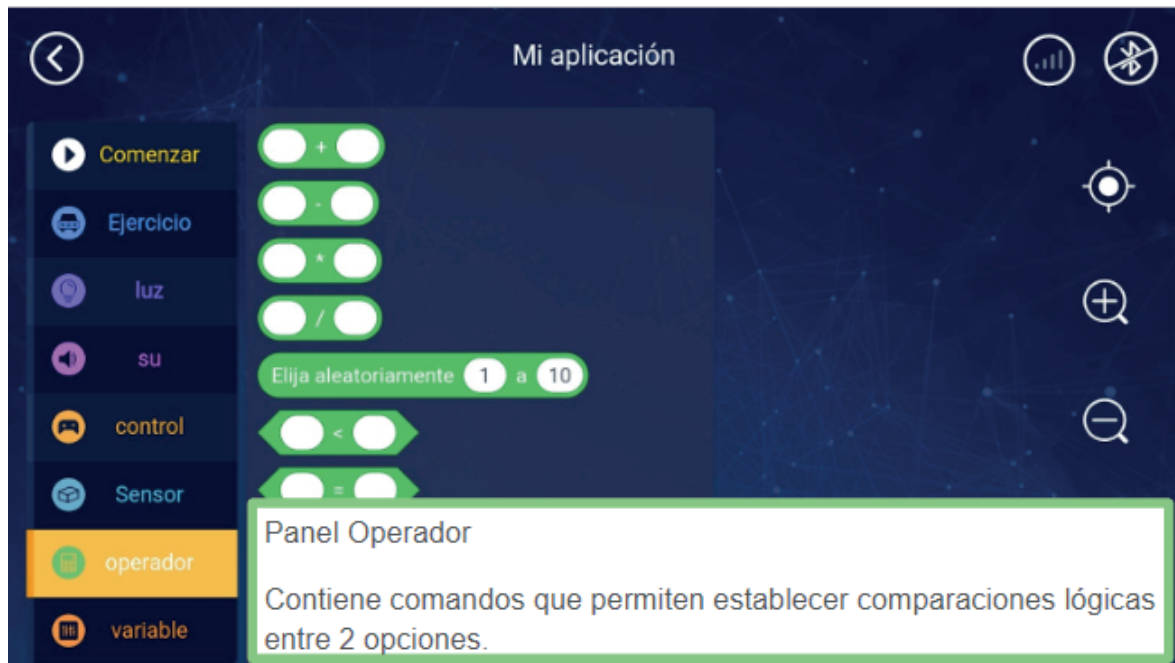 Mi aplicación
Comenzar
Ejercicio
luz
su
control
Sensor
operador
variable
+
-
*
/
Elija aleatoriamente 1 a 10
<
=
Panel Operador
Contiene comandos que permiten establecer comparaciones lógicas
entre 2 opciones.